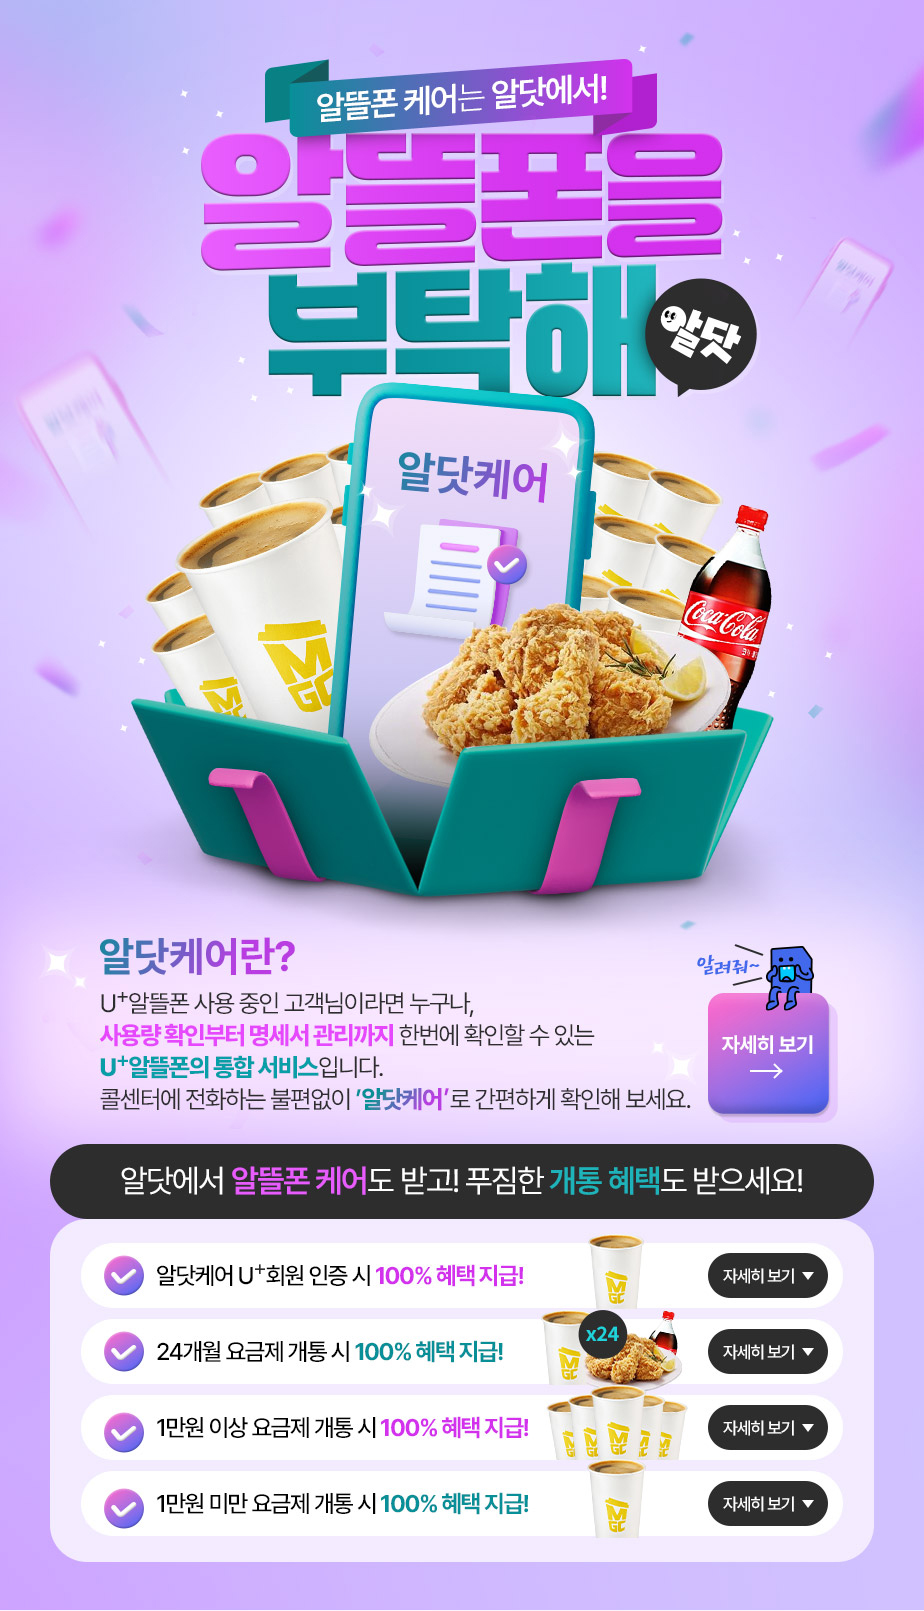 알뜰폰 케어는 알닷에서!
알뜰폰을
부탁해
알닷
알닷케어
Coca-Cola
MGC
MGC
알닷케어란?
알려줘~
U⁺알뜰폰 사용 중인 고객님이라면 누구나,
사용량 확인부터 명세서 관리까지 한번에 확인할 수 있는
U⁺알뜰폰의 통합 서비스입니다.
콜센터에 전화하는 불편없이 '알닷케어'로 간편하게 확인해 보세요.
자세히 보기
알닷에서 알뜰폰 케어도 받고! 푸짐한 개통 혜택도 받으세요!
알닷케어 U⁺회원 인증 시 100% 혜택 지급!
MGC
자세히 보기
24개월 요금제 개통 시 100% 혜택 지급!
MGC
x24
자세히 보기
1만원 이상 요금제 개통 시 100% 혜택 지급!
MGC
자세히 보기
1만원 미만 요금제 개통 시 100% 혜택 지급!
MGC
자세히 보기